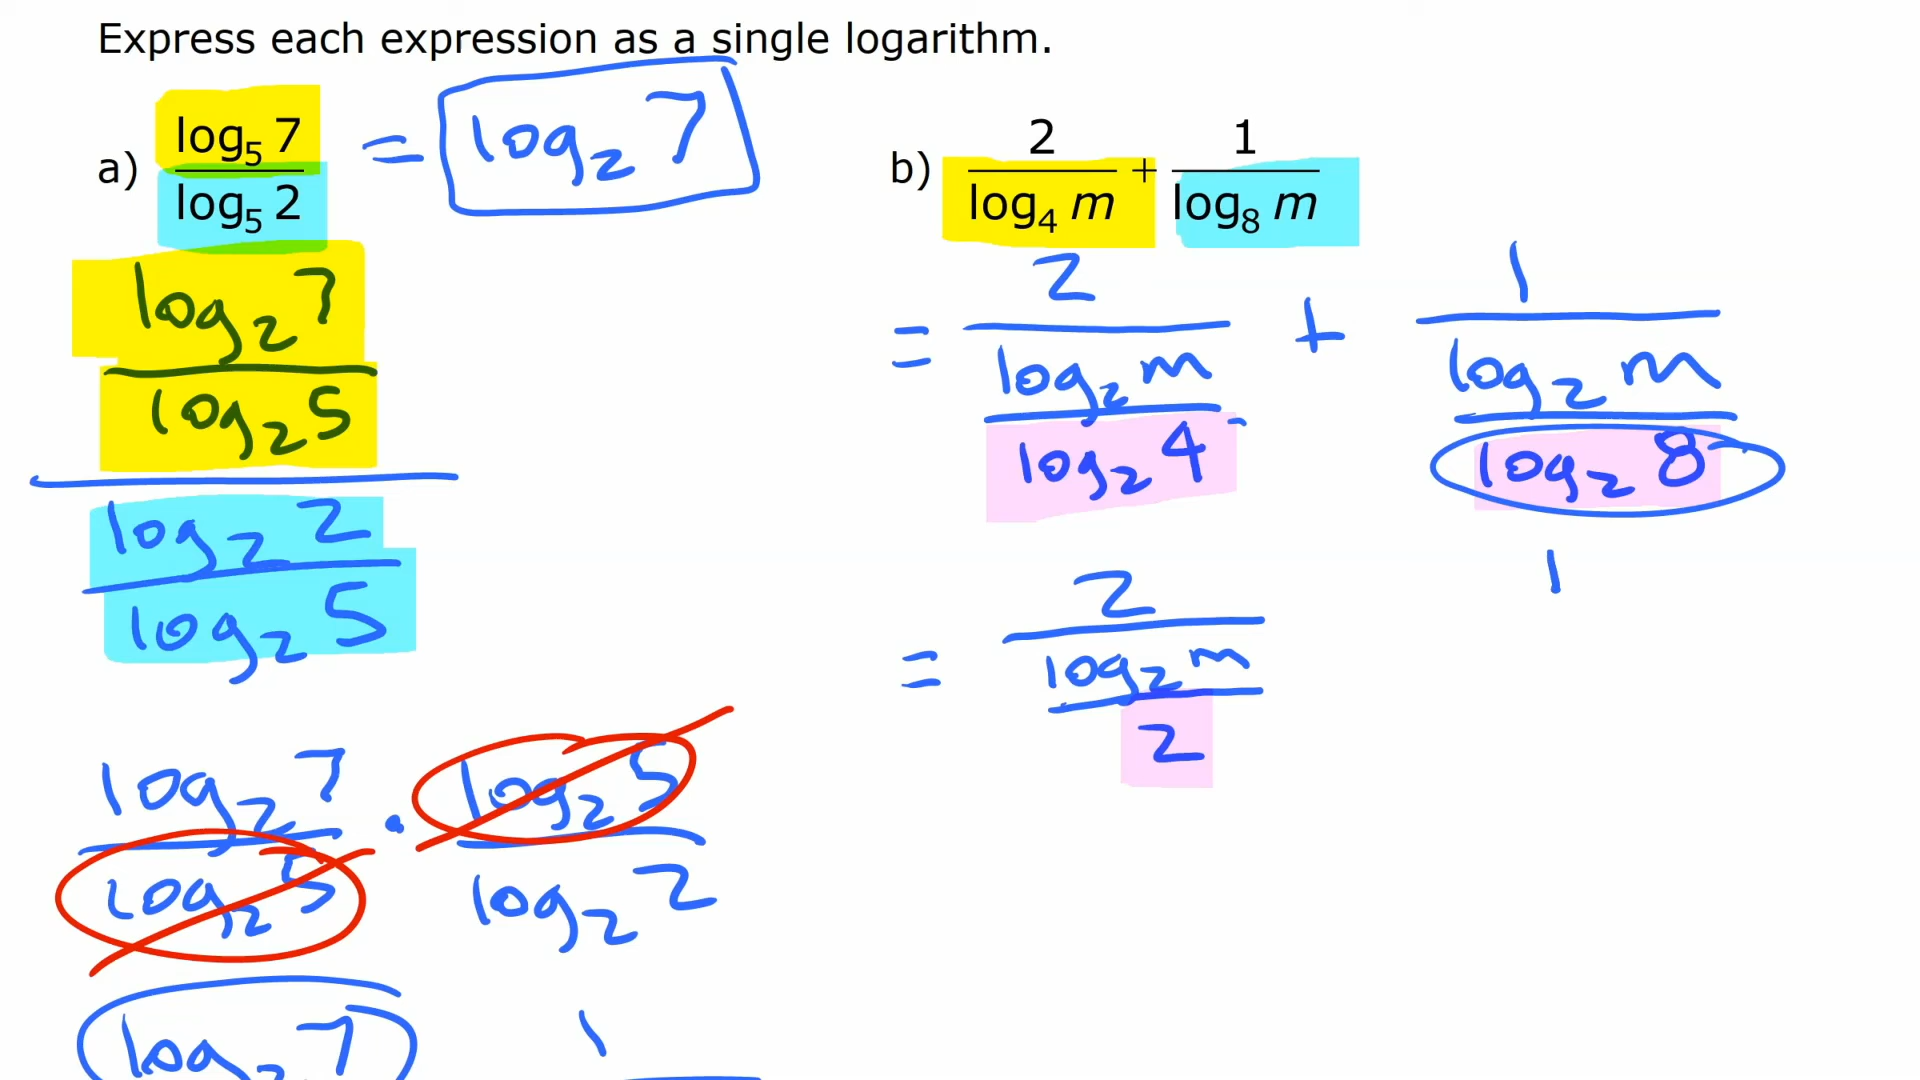 Express each expression as a single logarithm.
a) log₅ 7 / log₅ 2 = log₂ 7
log₂ 7
log₂ 5
log₂ 2
log₂ 5
log₂ 7 · log₂ 5
log₂ 5 log₂ 2
log₂ 7
1
b) 2 / log₄ m + 1 / log₈ m
= 2 + 1
log₂ m log₂ m
log₂ 4 log₂ 8
= 2 1
log₂ m
2